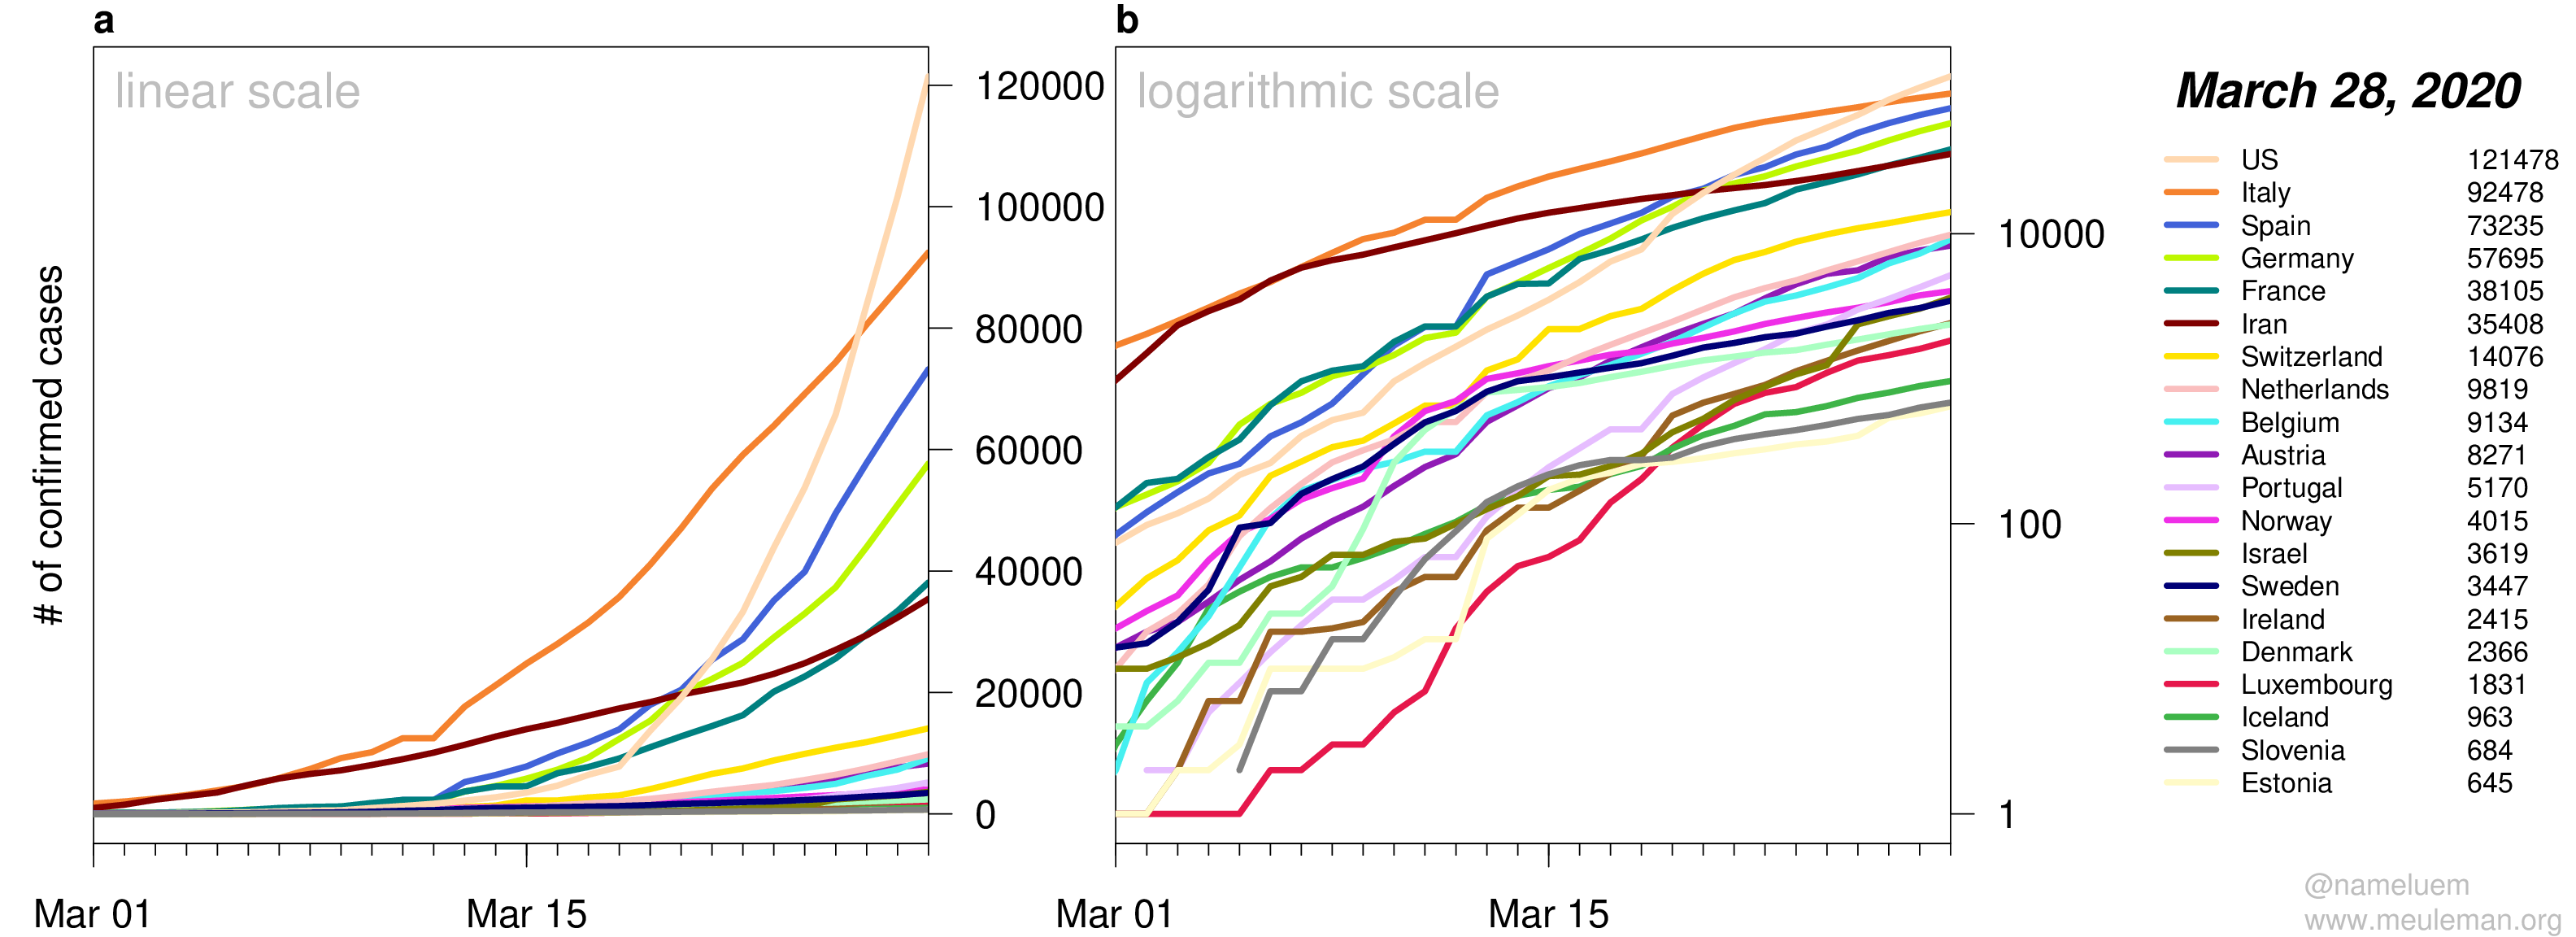 a
linear scale
# of confirmed cases
120000
100000
80000
60000
40000
20000
0
Mar 01
Mar 15
b
logarithmic scale
10000
100
1
Mar 01
Mar 15
March 28, 2020
US 121478
Italy 92478
Spain 73235
Germany 57695
France 38105
Iran 35408
Switzerland 14076
Netherlands 9819
Belgium 9134
Austria 8271
Portugal 5170
Norway 4015
Israel 3619
Sweden 3447
Ireland 2415
Denmark 2366
Luxembourg 1831
Iceland 963
Slovenia 684
Estonia 645
@nameluem
www.meuleman.org